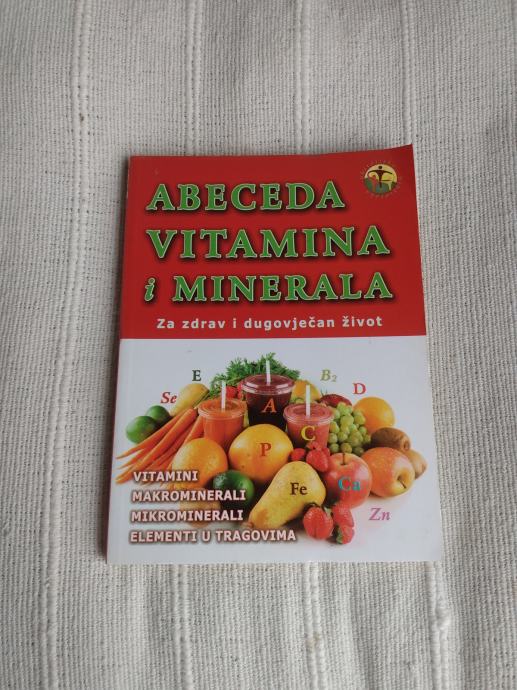 ABECEDA
VITAMINA
i MINERALA
Za zdrav i dugovječan život
E
B2
Se
A
D
C
P
Fe
Ca
Zn
VITAMINI
MAKROMINERALI
MIKROMINERALI
ELEMENTI U TRAGOVIMA